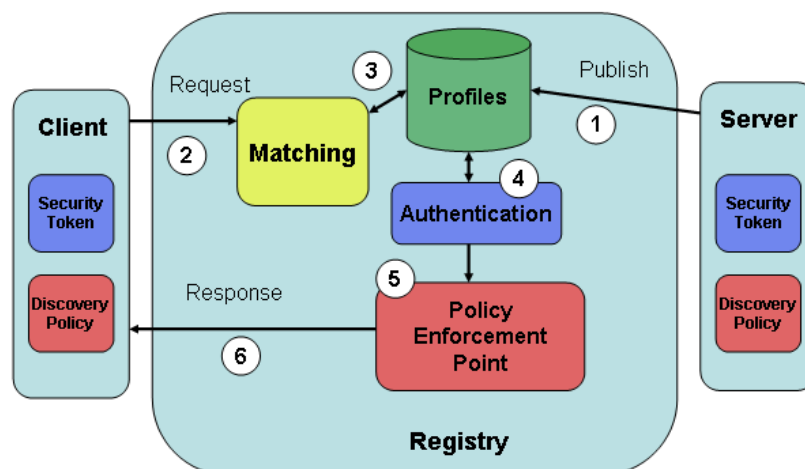 Request
3
Profiles
Publish
Client
2
Matching
1
Server
Security
Token
4
Authentication
Security
Token
Discovery
Policy
Response
5
Policy
Enforcement
Point
6
Discovery
Policy
Registry